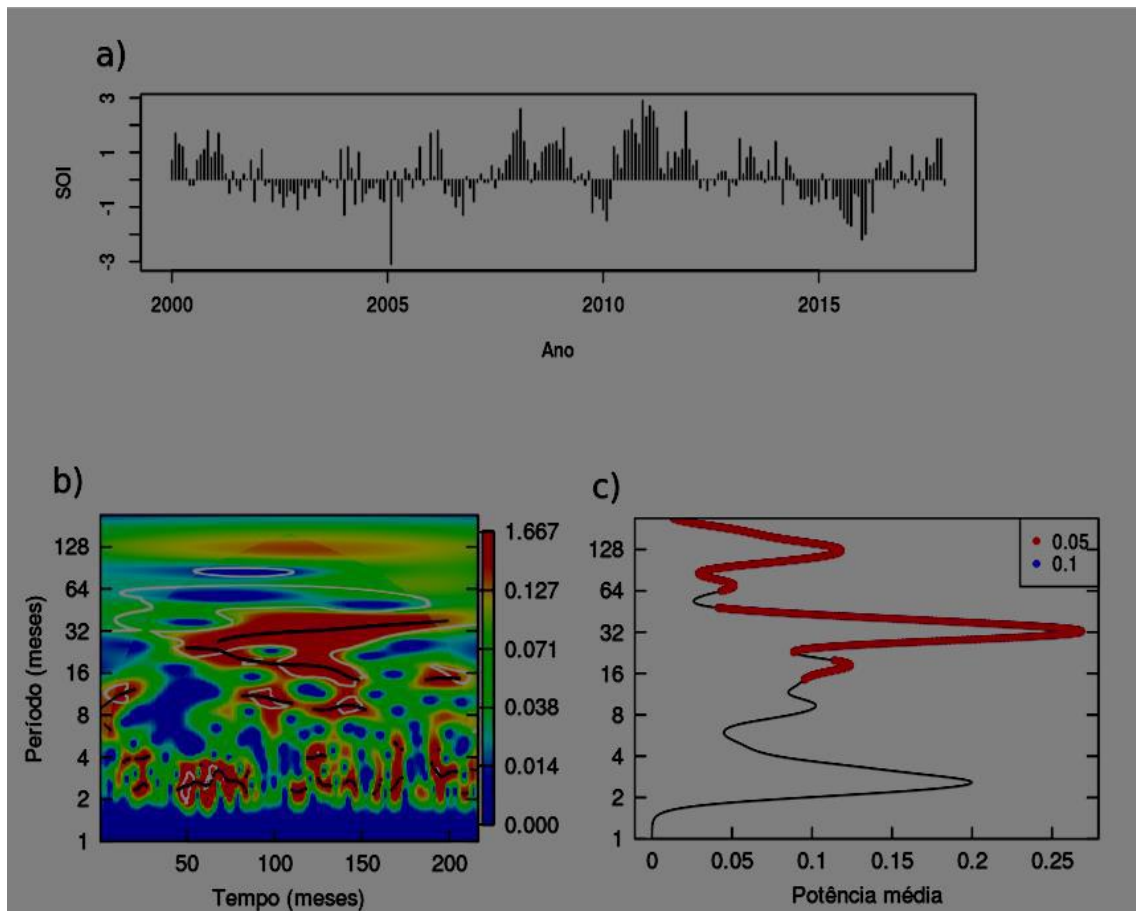 a)
SOI
3
1
-1
-3
2000 2005 2010 2015
Ano
b)
Período (meses)
128
64
32
16
8
4
2
1
50 100 150 200
Tempo (meses)
1.667
0.127
0.071
0.038
0.014
0.000
c)
128
64
32
16
8
4
2
1
0 0.05 0.1 0.15 0.2 0.25
Potência média
0.05
0.1